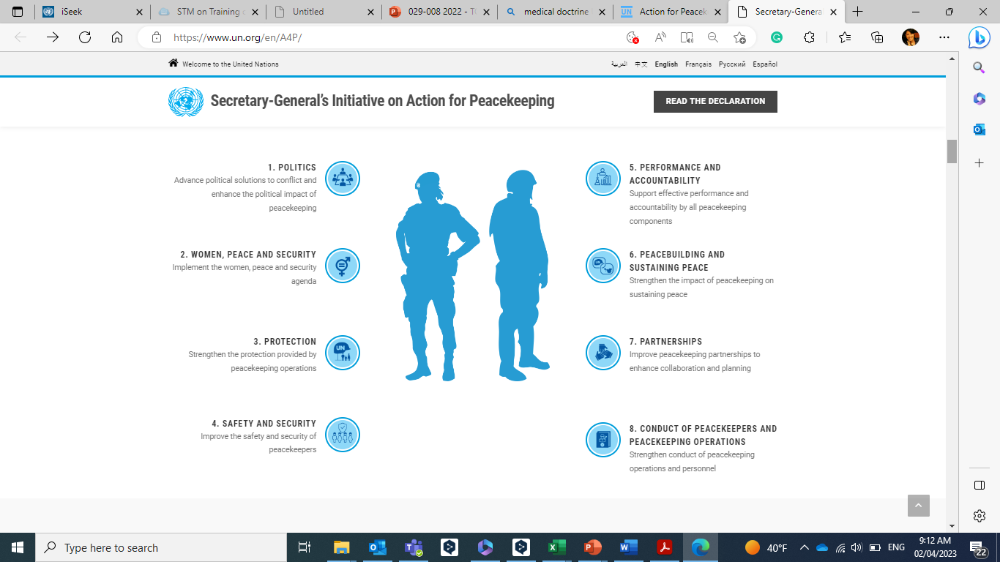 iSeek
STM on Training
Untitled
029-008 2022 - T
medical doctrine
Action for Peacek
Secretary-General
https://www.un.org/en/A4P/
Welcome to the United Nations
العربية 中文 English Français Русский Español
Secretary-General's Initiative on Action for Peacekeeping
READ THE DECLARATION
1. POLITICS
Advance political solutions to conflict and
enhance the political impact of
peacekeeping
2. WOMEN, PEACE AND SECURITY
Implement the women, peace and security
agenda
3. PROTECTION
Strengthen the protection provided by
peacekeeping operations
UN
4. SAFETY AND SECURITY
Improve the safety and security of
peacekeepers
5. PERFORMANCE AND
ACCOUNTABILITY
Support effective performance and
accountability by all peacekeeping
components
6. PEACEBUILDING AND
SUSTAINING PEACE
Strengthen the impact of peacekeeping on
sustaining peace
7. PARTNERSHIPS
Improve peacekeeping partnerships to
enhance collaboration and planning
8. CONDUCT OF PEACEKEEPERS AND
PEACEKEEPING OPERATIONS
Strengthen conduct of peacekeeping
operations and personnel
Type here to search
40°F
ENG
9:12 AM
02/04/2023
22